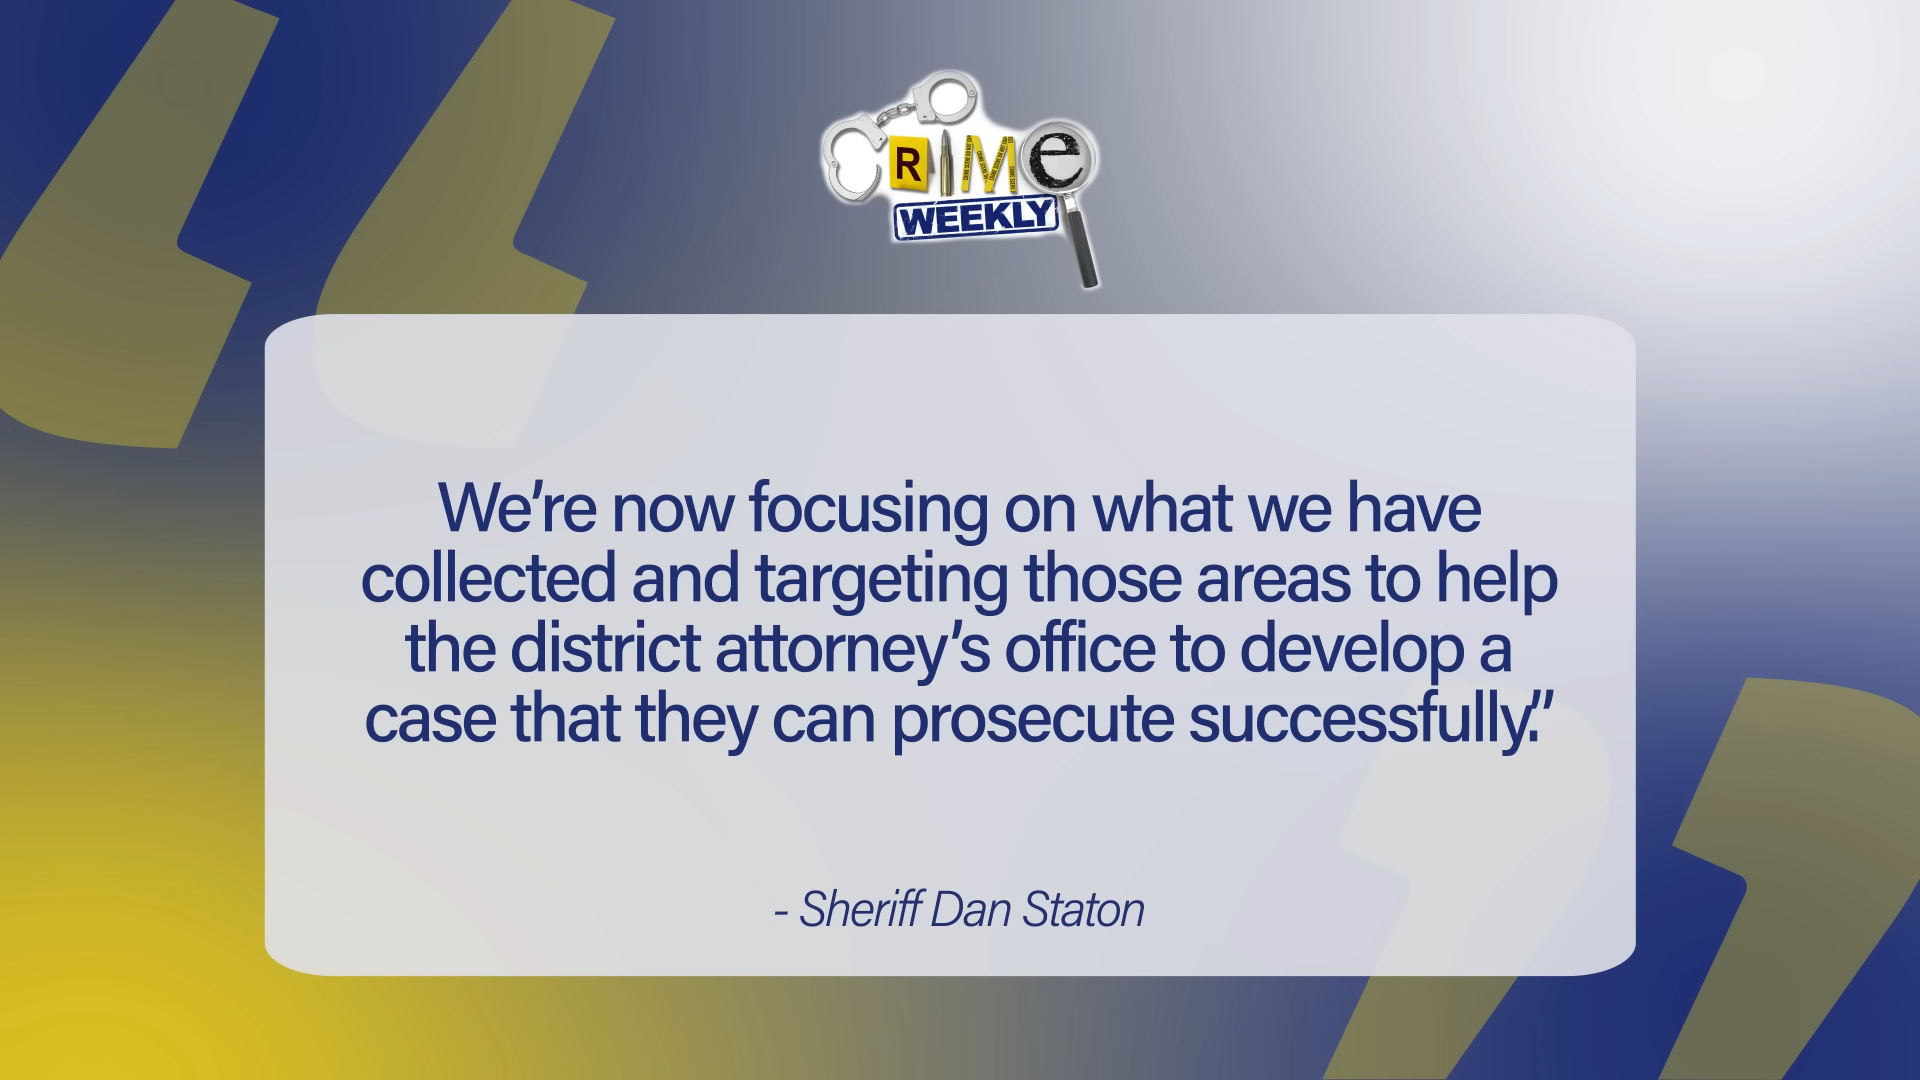 CRIMe
WEEKLY
We’re now focusing on what we have
collected and targeting those areas to help
the district attorney’s office to develop a
case that they can prosecute successfully.”
- Sheriff Dan Staton